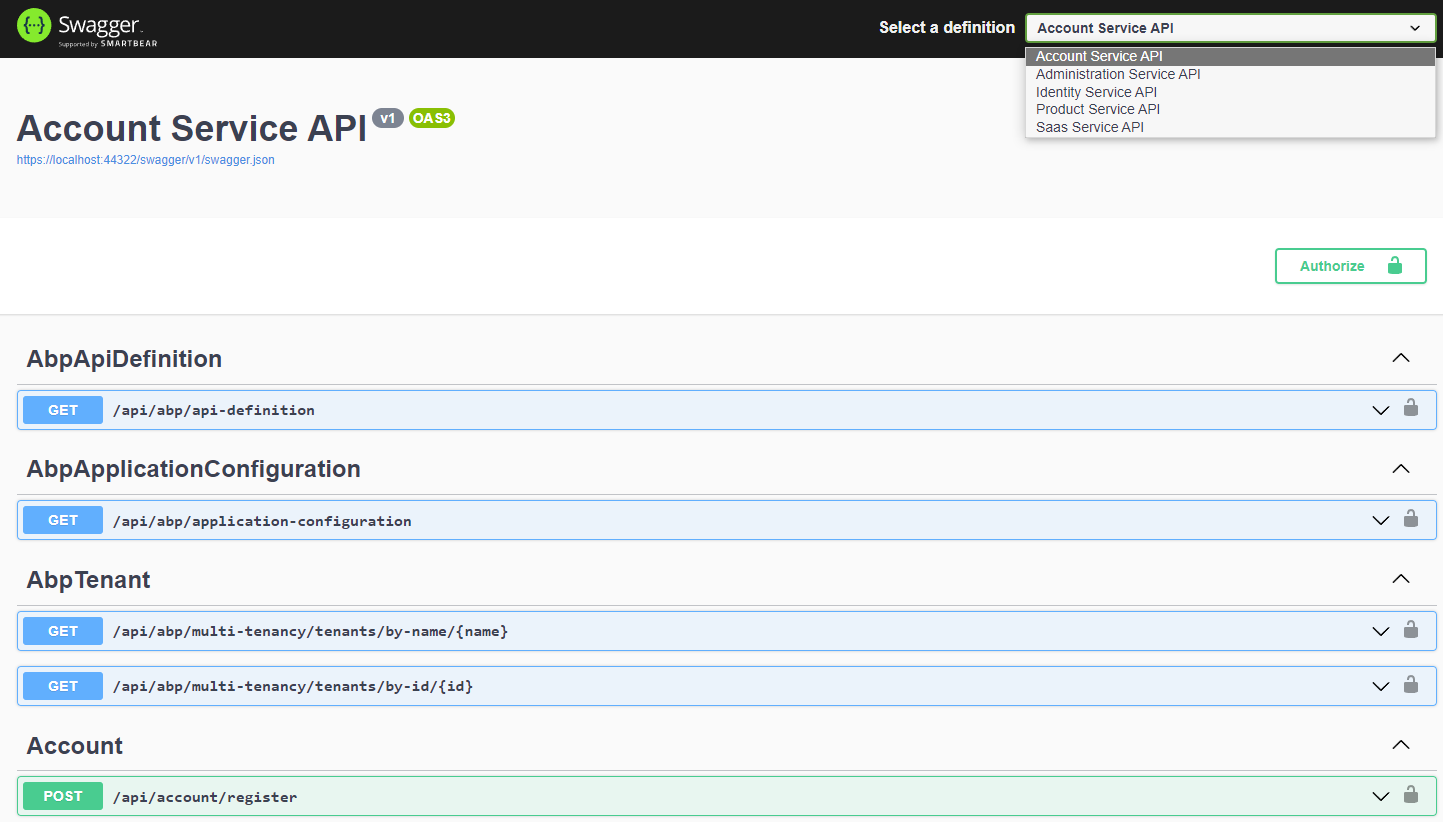 Swagger
Supported by SMARTBEAR
Select a definition
Account Service API
Account Service API
Administration Service API
Identity Service API
Product Service API
Saas Service API
Account Service API v1 OAS3
https://localhost:44322/swagger/v1/swagger.json
Authorize
AbpApiDefinition
GET /api/abp/api-definition
AbpApplicationConfiguration
GET /api/abp/application-configuration
AbpTenant
GET /api/abp/multi-tenancy/tenants/by-name/{name}
GET /api/abp/multi-tenancy/tenants/by-id/{id}
Account
POST /api/account/register